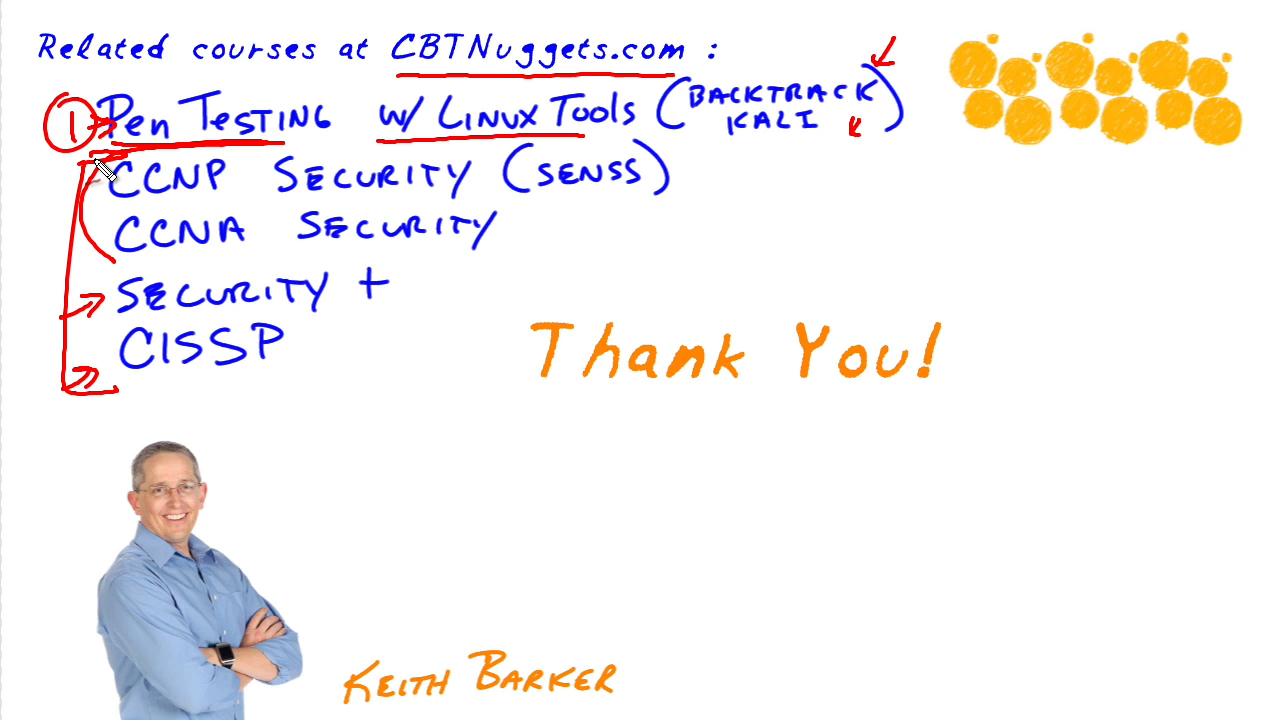 Related courses at CBTNuggets.com :
1 Pen TESTING W/ LINUX TOOLS (BACKTRACK KALI)
CCNP SECURITY (SENSS)
CCNA SECURITY
SECURITY +
CISSP
Thank You!
KEITH BARKER